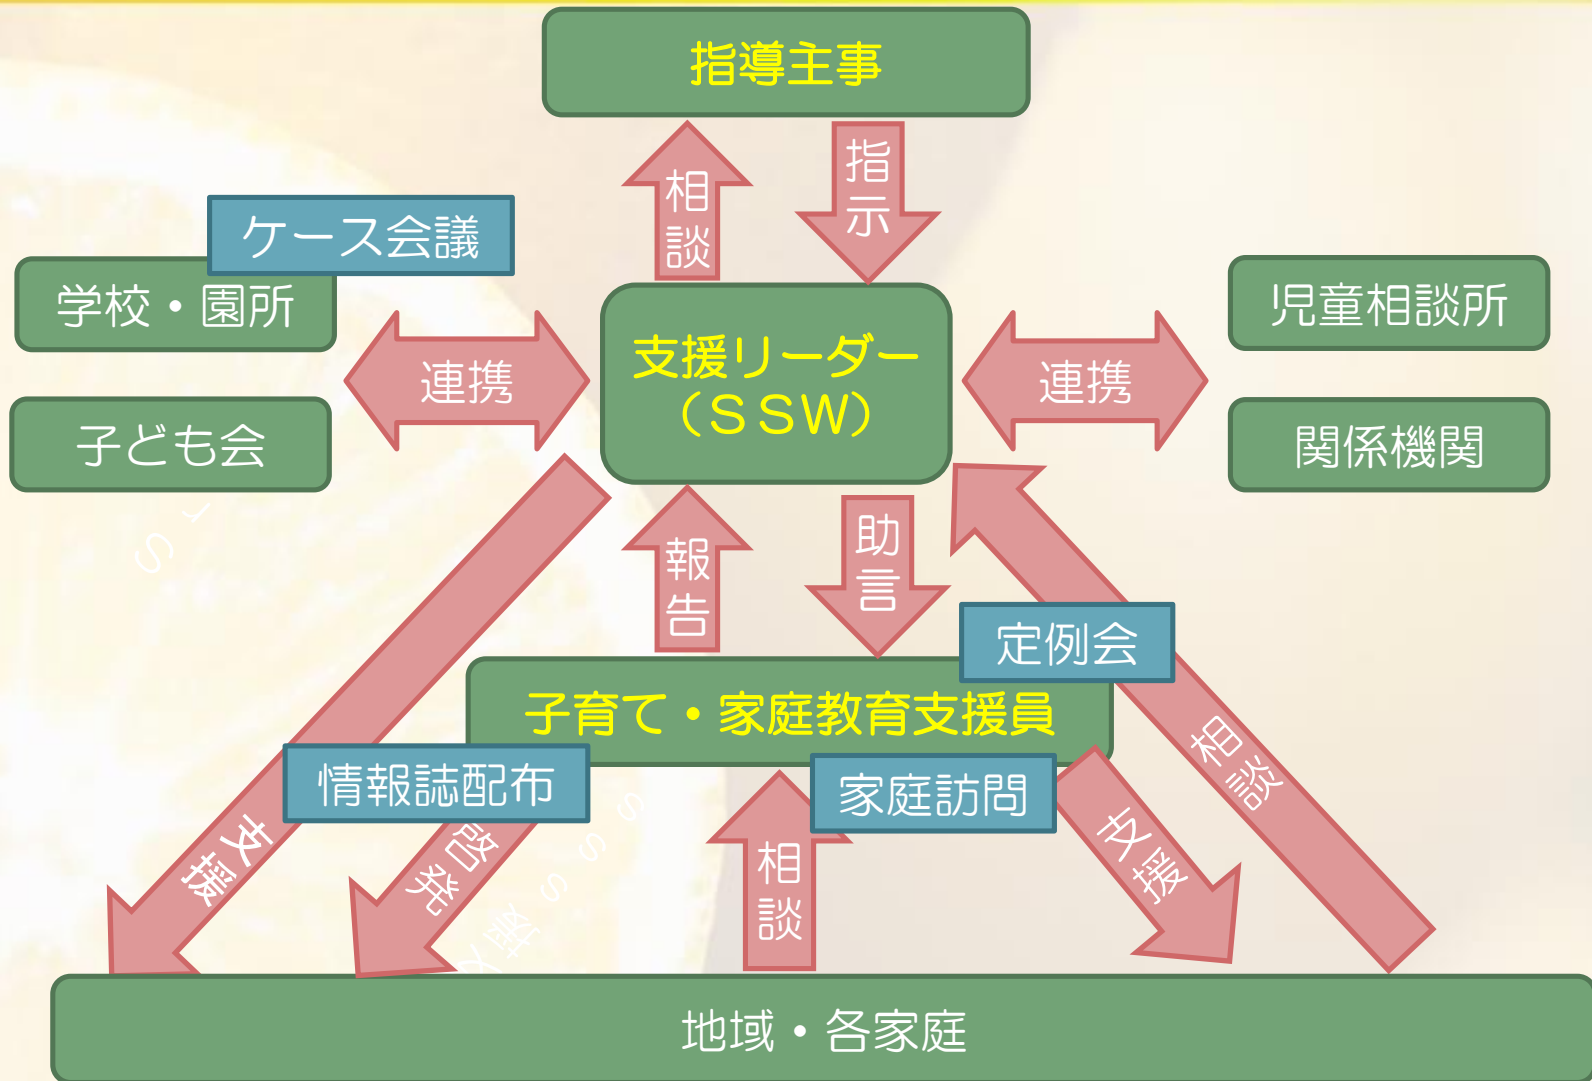 指導主事
相談
指示
ケース会議
学校・園所
子ども会
連携
支援リーダー
（ＳＳＷ）
連携
児童相談所
関係機関
報告
助言
定例会
子育て・家庭教育支援員
情報誌配布
家庭訪問
支援
啓発
相談
支援
相談
地域・各家庭